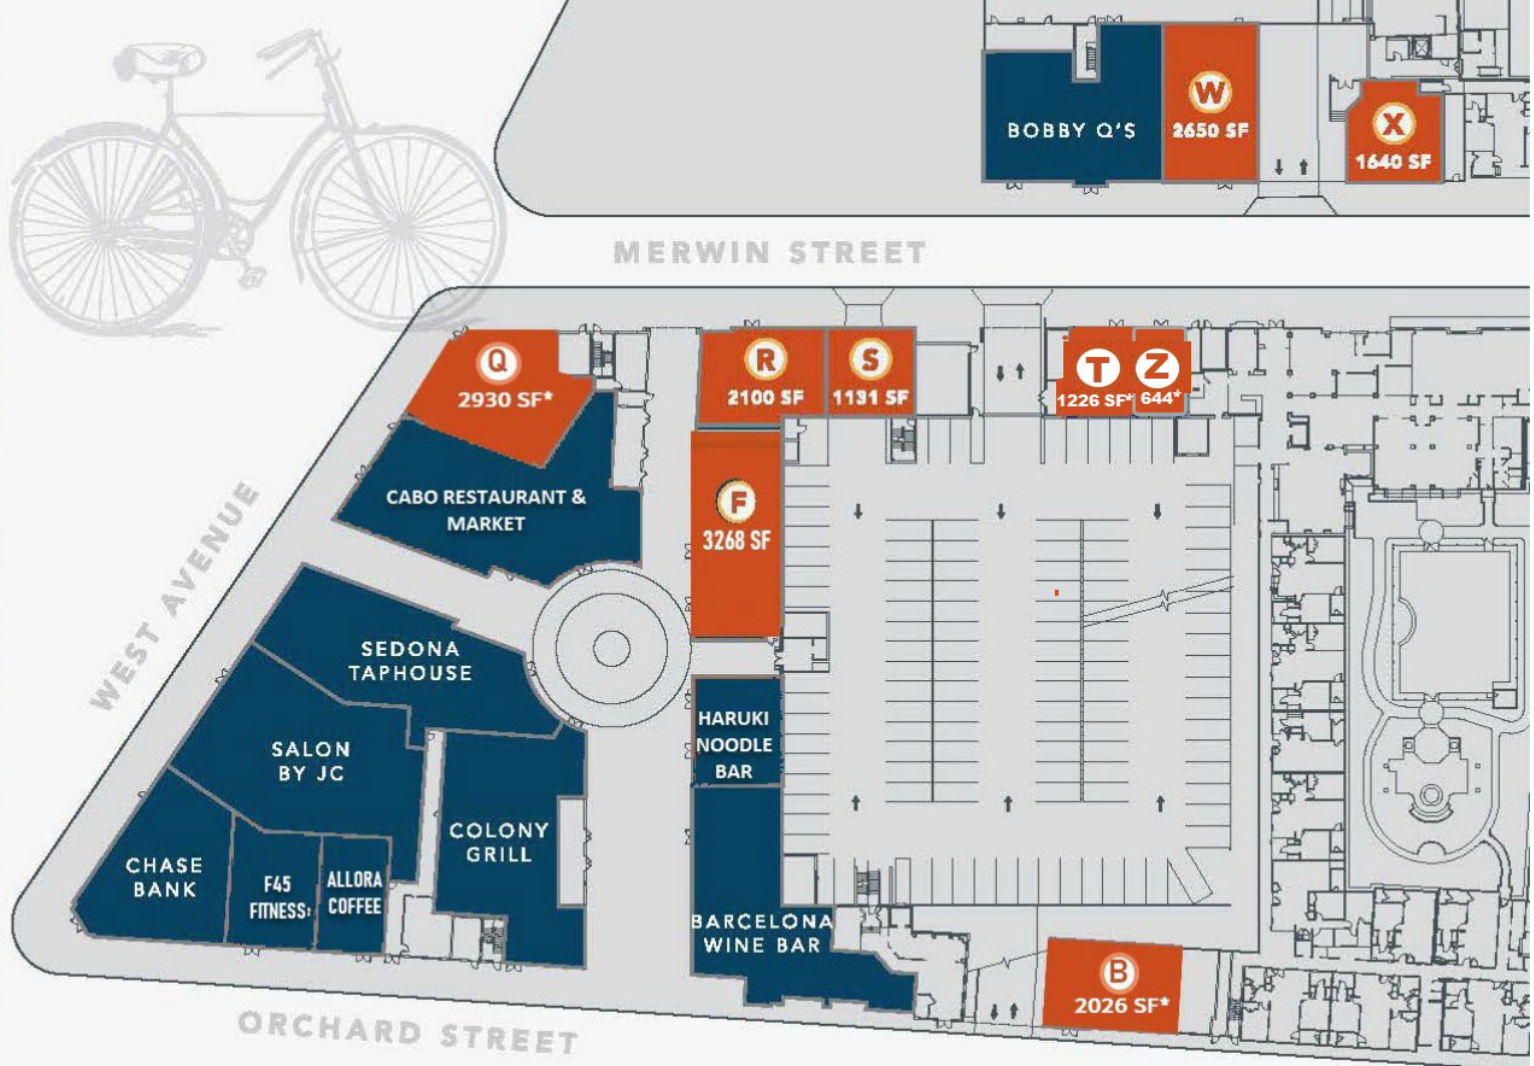 W
2650 SF
BOBBY Q'S
X
1640 SF
MERWIN STREET
Q
2930 SF*
R
2100 SF
S
1131 SF
T
1226 SF*
Z
644*
CABO RESTAURANT &
MARKET
F
3268 SF
WEST AVENUE
SEDONA
TAPHOUSE
HARUKI
NOODLE
BAR
SALON
BY JC
COLONY
GRILL
CHASE
BANK
F45
FITNESS
ALLORA
COFFEE
BARCELONA
WINE BAR
B
2026 SF*
ORCHARD STREET